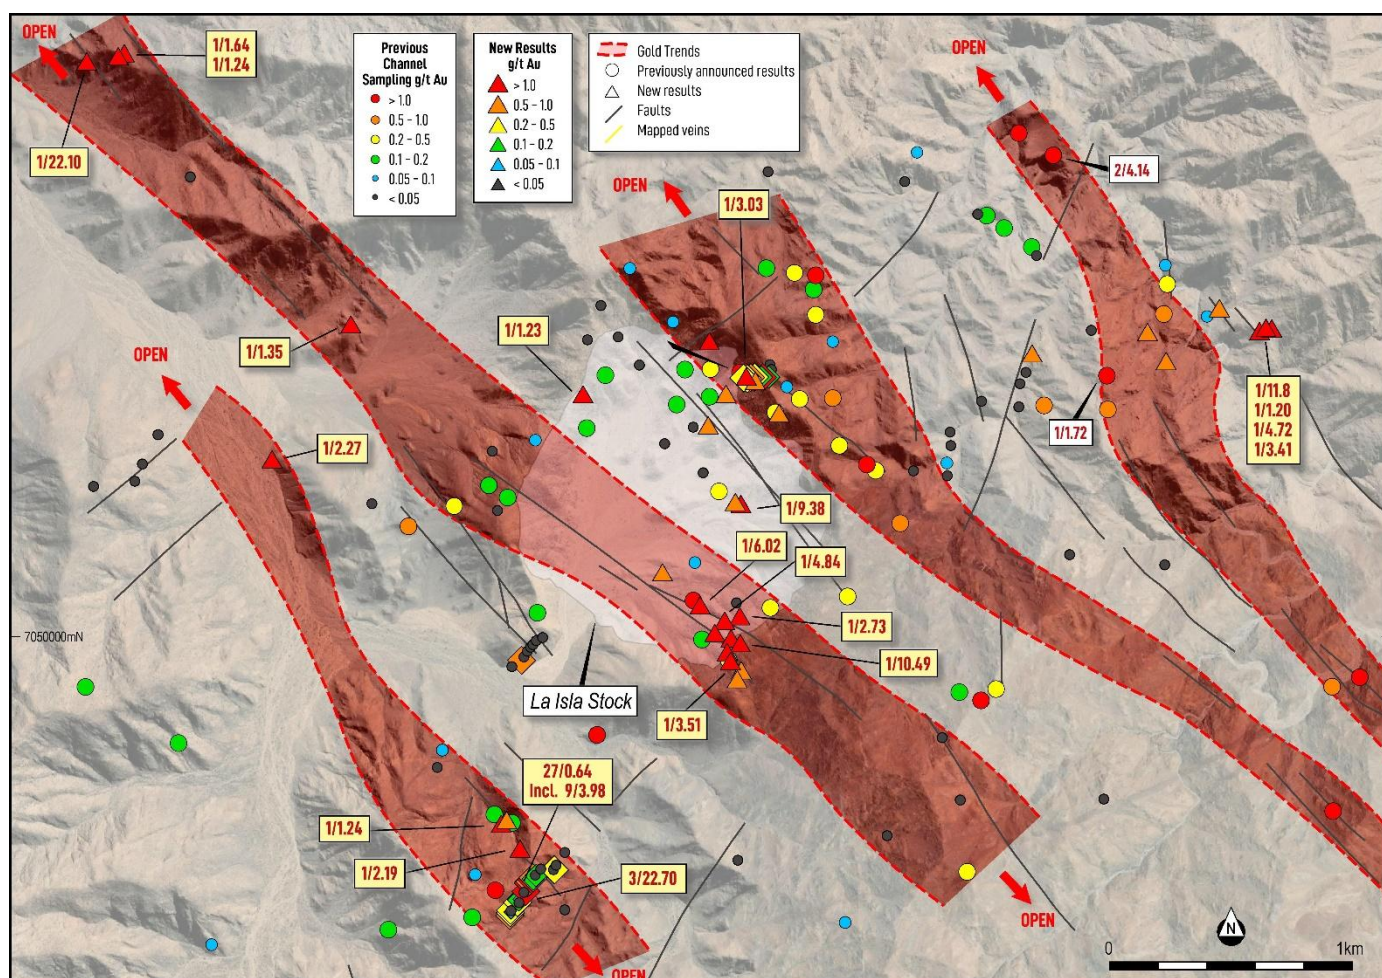 OPEN
1/1.64
1/1.24
1/22.10
Previous
Channel
Sampling g/t Au
> 1.0
0.5 – 1.0
0.2 – 0.5
0.1 – 0.2
0.05 – 0.1
< 0.05
New Results
g/t Au
> 1.0
0.5 – 1.0
0.2 – 0.5
0.1 – 0.2
0.05 – 0.1
< 0.05
Gold Trends
Previously announced results
New results
Faults
Mapped veins
OPEN
2/4.14
OPEN
1/3.03
1/1.35
1/1.23
OPEN
1/11.8
1/1.20
1/4.72
1/3.41
1/1.72
1/2.27
1/9.38
1/6.02
1/4.84
1/2.73
7050000mN
1/10.49
La Isla Stock
1/3.51
27/0.64
Incl. 9/3.98
1/1.24
1/2.19
3/22.70
OPEN
OPEN
N
0
1km